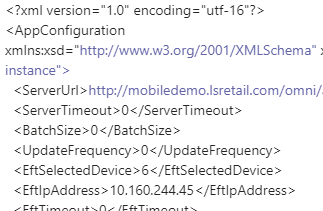 <?xml version="1.0" encoding="utf-16"?>
<AppConfiguration
xmlns:xsd="http://www.w3.org/2001/XMLSchema"
instance">
<ServerUrl>http://mobiledemo.lsretail.com/omni/
<ServerTimeout>0</ServerTimeout>
<BatchSize>0</BatchSize>
<UpdateFrequency>0</UpdateFrequency>
<EftSelectedDevice>6</EftSelectedDevice>
<EftIpAddress>10.160.244.45</EftIpAddress>
<EftTimeout>0</EftTimeout>